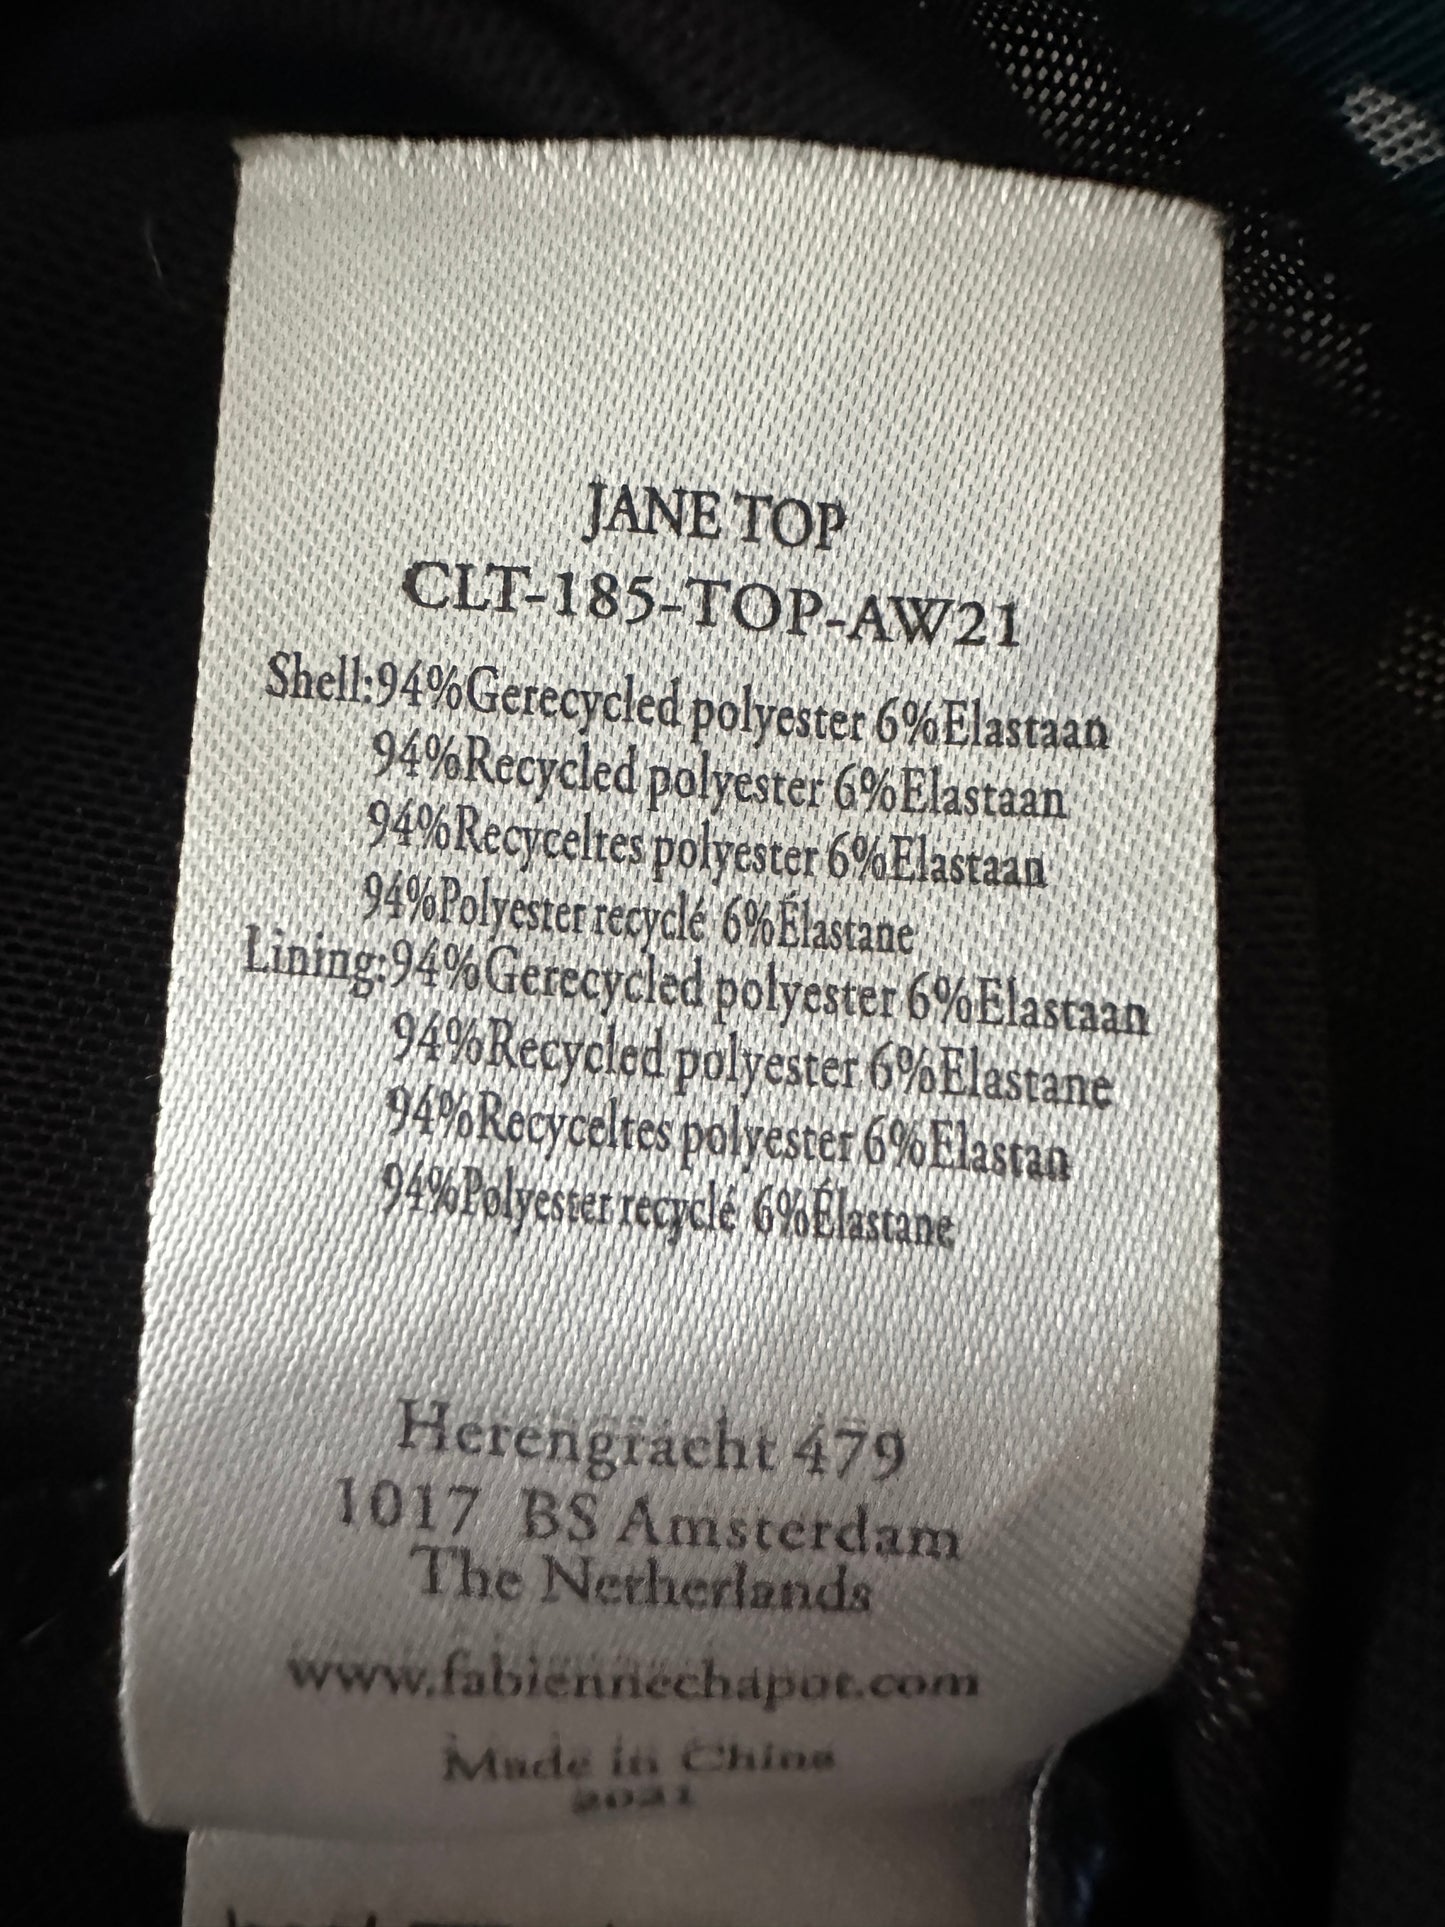 JANE TOP
CLT-185-TOP-AW21
Shell:94%Gerecycled polyester 6%Elastaan
94%Recycled polyester 6%Elastaan
94%Recyceltes polyester 6%Elastaan
94%Polyester recyclé 6%Élastane
Lining:94%Gerecycled polyester 6%Elastaan
94%Recycled polyester 6%Elastane
94%Recyceltes polyester 6%Elastan
94%Polyester recyclé 6%Élastane
Herengracht 479
1017 BS Amsterdam
The Netherlands
www.fabiennechapot.com
Made in China
2021